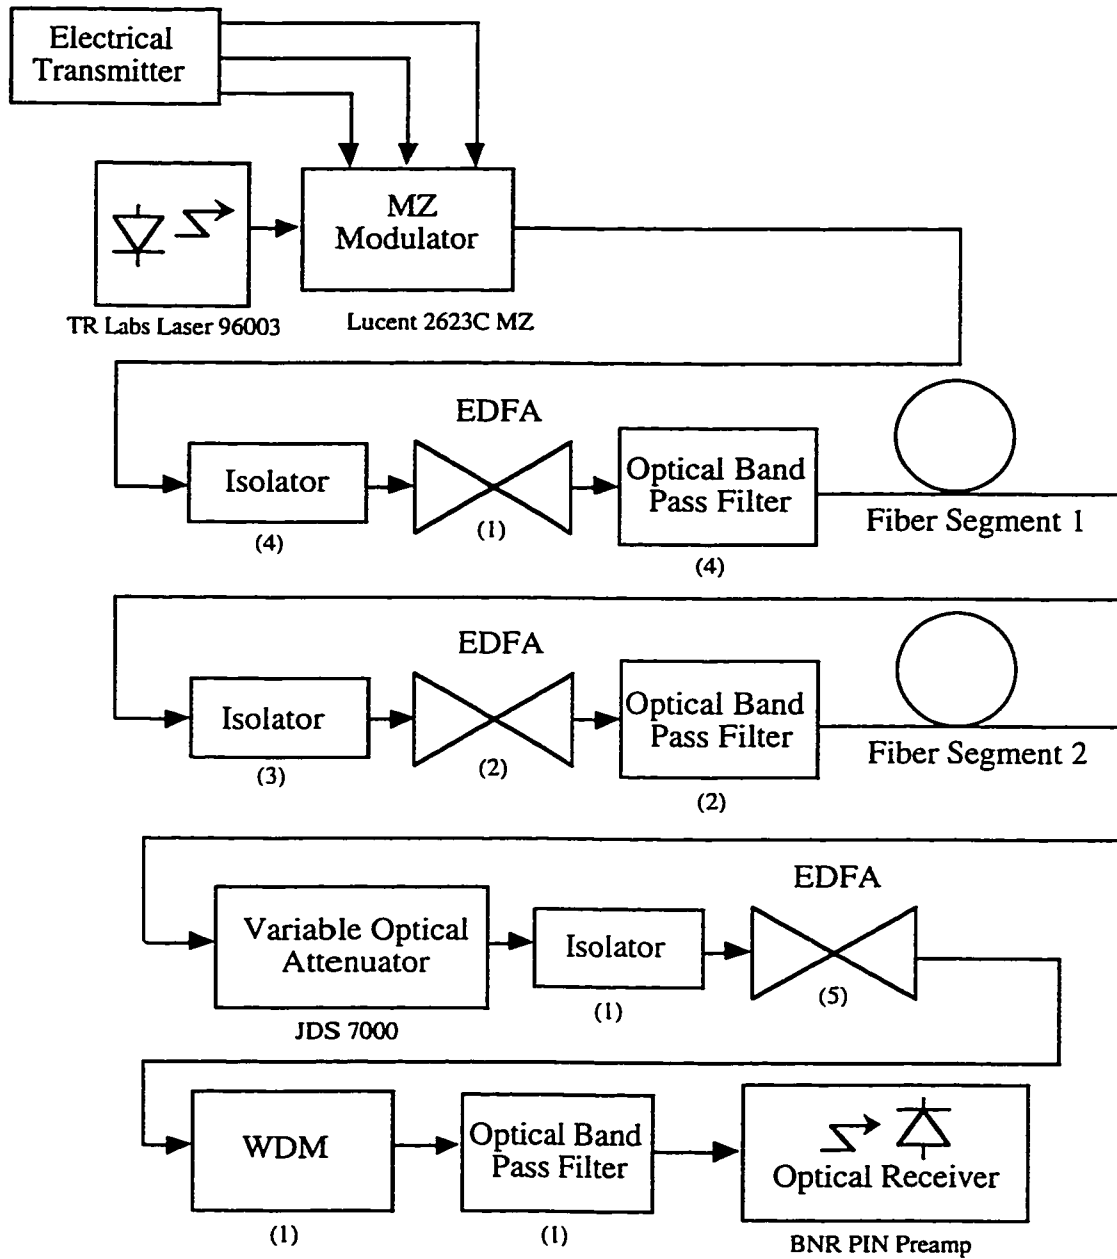 Electrical
Transmitter
MZ
Modulator
TR Labs Laser 96003
Lucent 2623C MZ
EDFA
Isolator
Optical Band
Pass Filter
Fiber Segment 1
(4)
(1)
(4)
EDFA
Isolator
Optical Band
Pass Filter
Fiber Segment 2
(3)
(2)
(2)
EDFA
Variable Optical
Attenuator
Isolator
(5)
(1)
JDS 7000
WDM
Optical Band
Pass Filter
Optical Receiver
(1)
(1)
BNR PIN Preamp